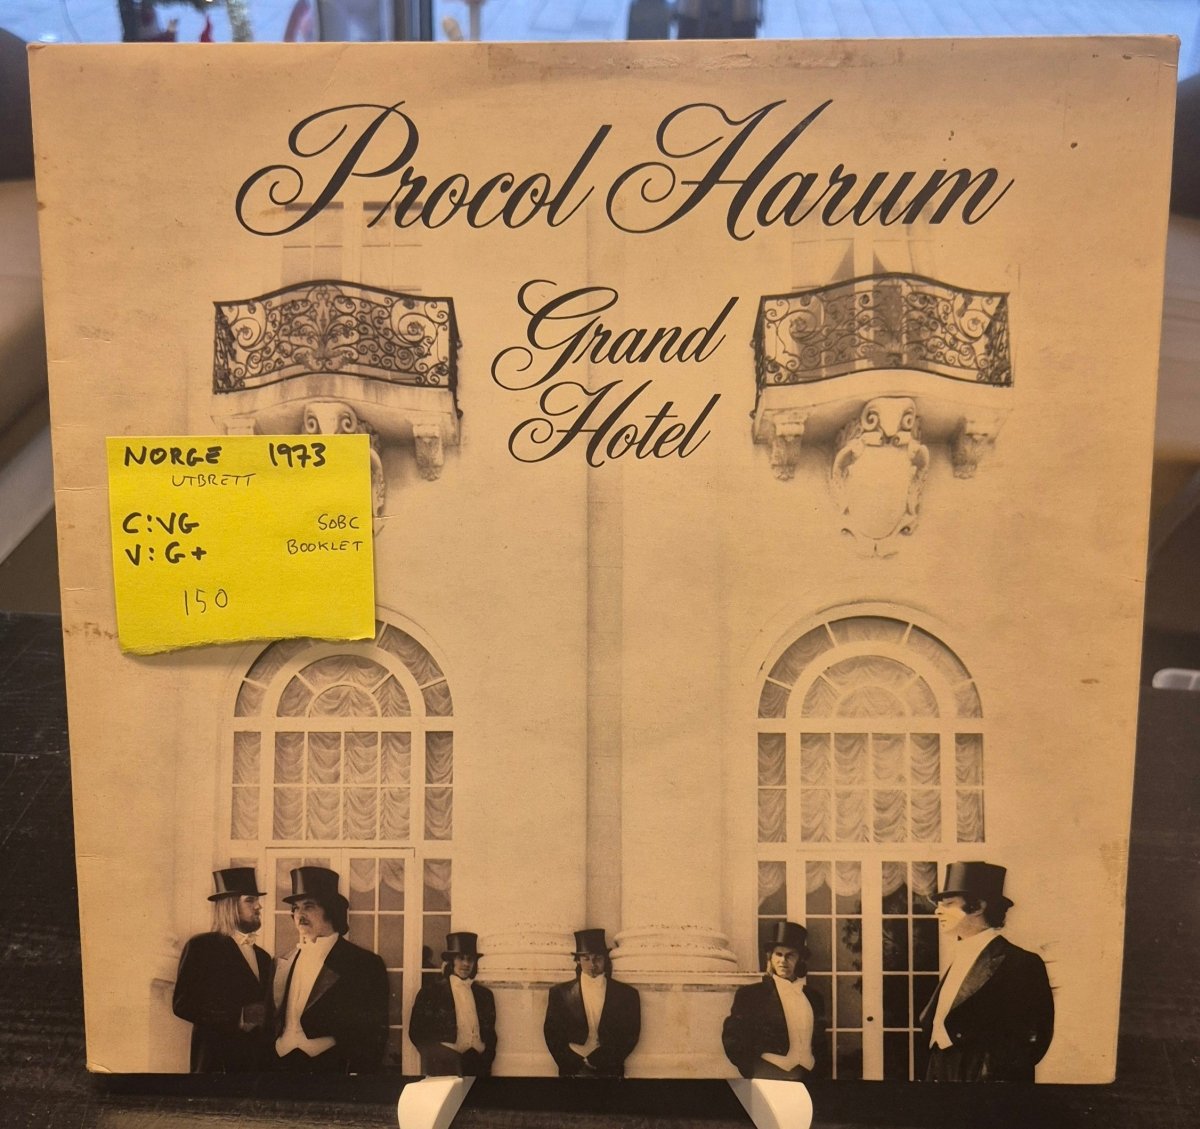 Procol Harum
Grand
Hotel
NORGE 1973
UTBRETT
C:VG SOBC
V:G+ BOOKLET
150